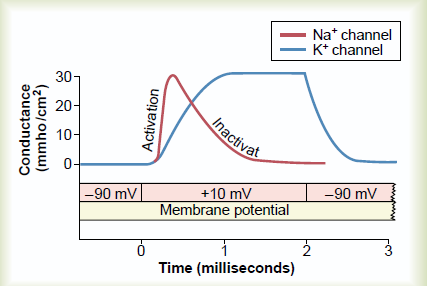 Na+ channel
K+ channel
Conductance
(mmho/cm2)
30
20
10
0
Activation
Inactivat
–90 mV
+10 mV
–90 mV
Membrane potential
0
1
2
3
Time (milliseconds)